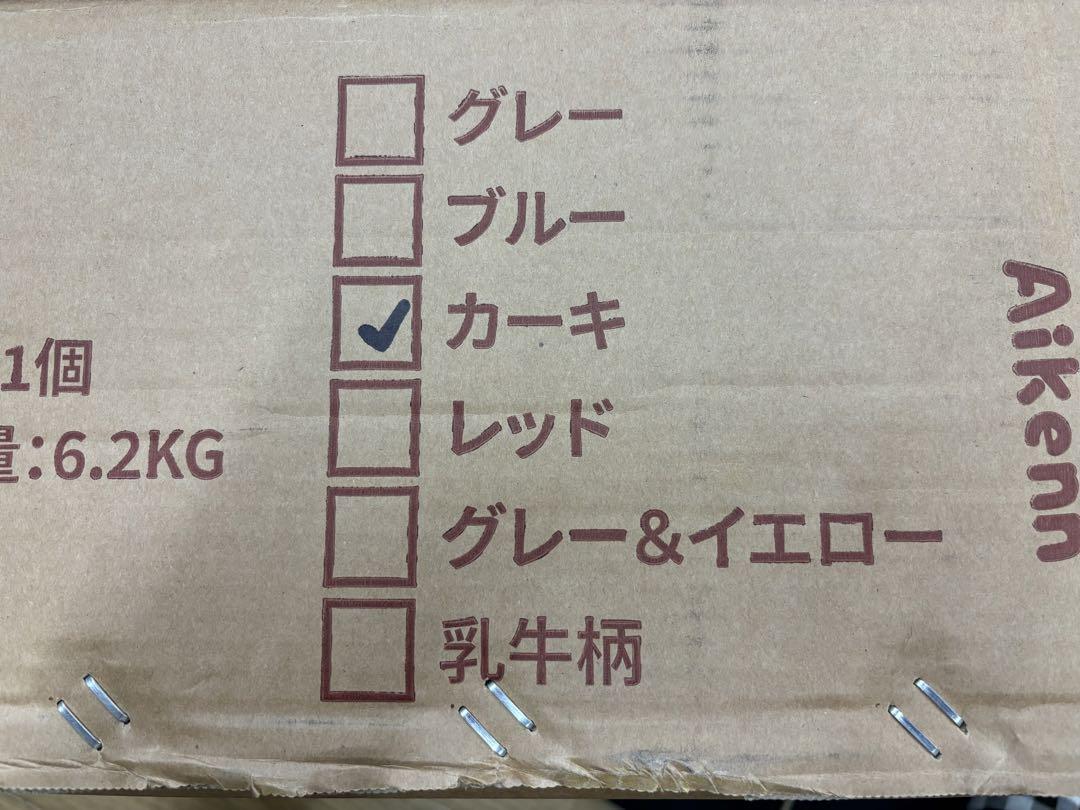 グレー
ブルー
カーキ
レッド
グレー&イエロー
乳牛柄
1個
量:6.2KG
Aikenn